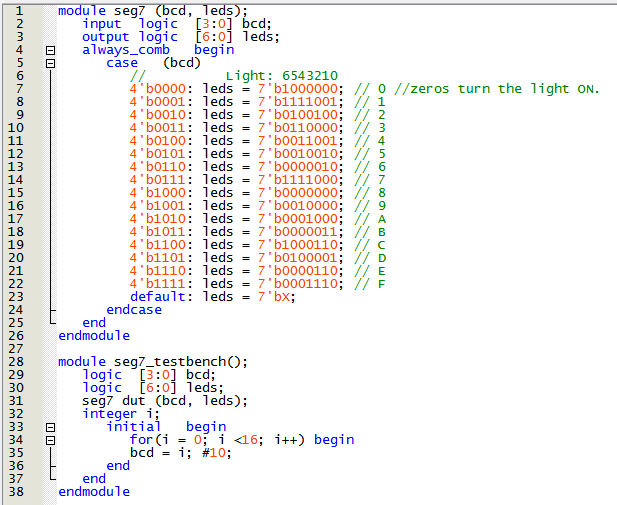 1 module seg7 (bcd, leds);
2 input logic [3:0] bcd;
3 output logic [6:0] leds;
4 always_comb begin
5 case (bcd)
6 // Light: 6543210
7 4'b0000: leds = 7'b1000000; // 0 //zeros turn the light ON.
8 4'b0001: leds = 7'b1111001; // 1
9 4'b0010: leds = 7'b0100100; // 2
10 4'b0011: leds = 7'b0110000; // 3
11 4'b0100: leds = 7'b0011001; // 4
12 4'b0101: leds = 7'b0010010; // 5
13 4'b0110: leds = 7'b0000010; // 6
14 4'b0111: leds = 7'b1111000; // 7
15 4'b1000: leds = 7'b0000000; // 8
16 4'b1001: leds = 7'b0010000; // 9
17 4'b1010: leds = 7'b0001000; // A
18 4'b1011: leds = 7'b0000011; // B
19 4'b1100: leds = 7'b1000110; // C
20 4'b1101: leds = 7'b0100001; // D
21 4'b1110: leds = 7'b0000110; // E
22 4'b1111: leds = 7'b0001110; // F
23 default: leds = 7'bX;
24 endcase
25 end
26 endmodule
27
28 module seg7_testbench();
29 logic [3:0] bcd;
30 logic [6:0] leds;
31 seg7 dut (bcd, leds);
32 integer i;
33 initial begin
34 for(i = 0; i <16; i++) begin
35 bcd = i; #10;
36 end
37 end
38 endmodule